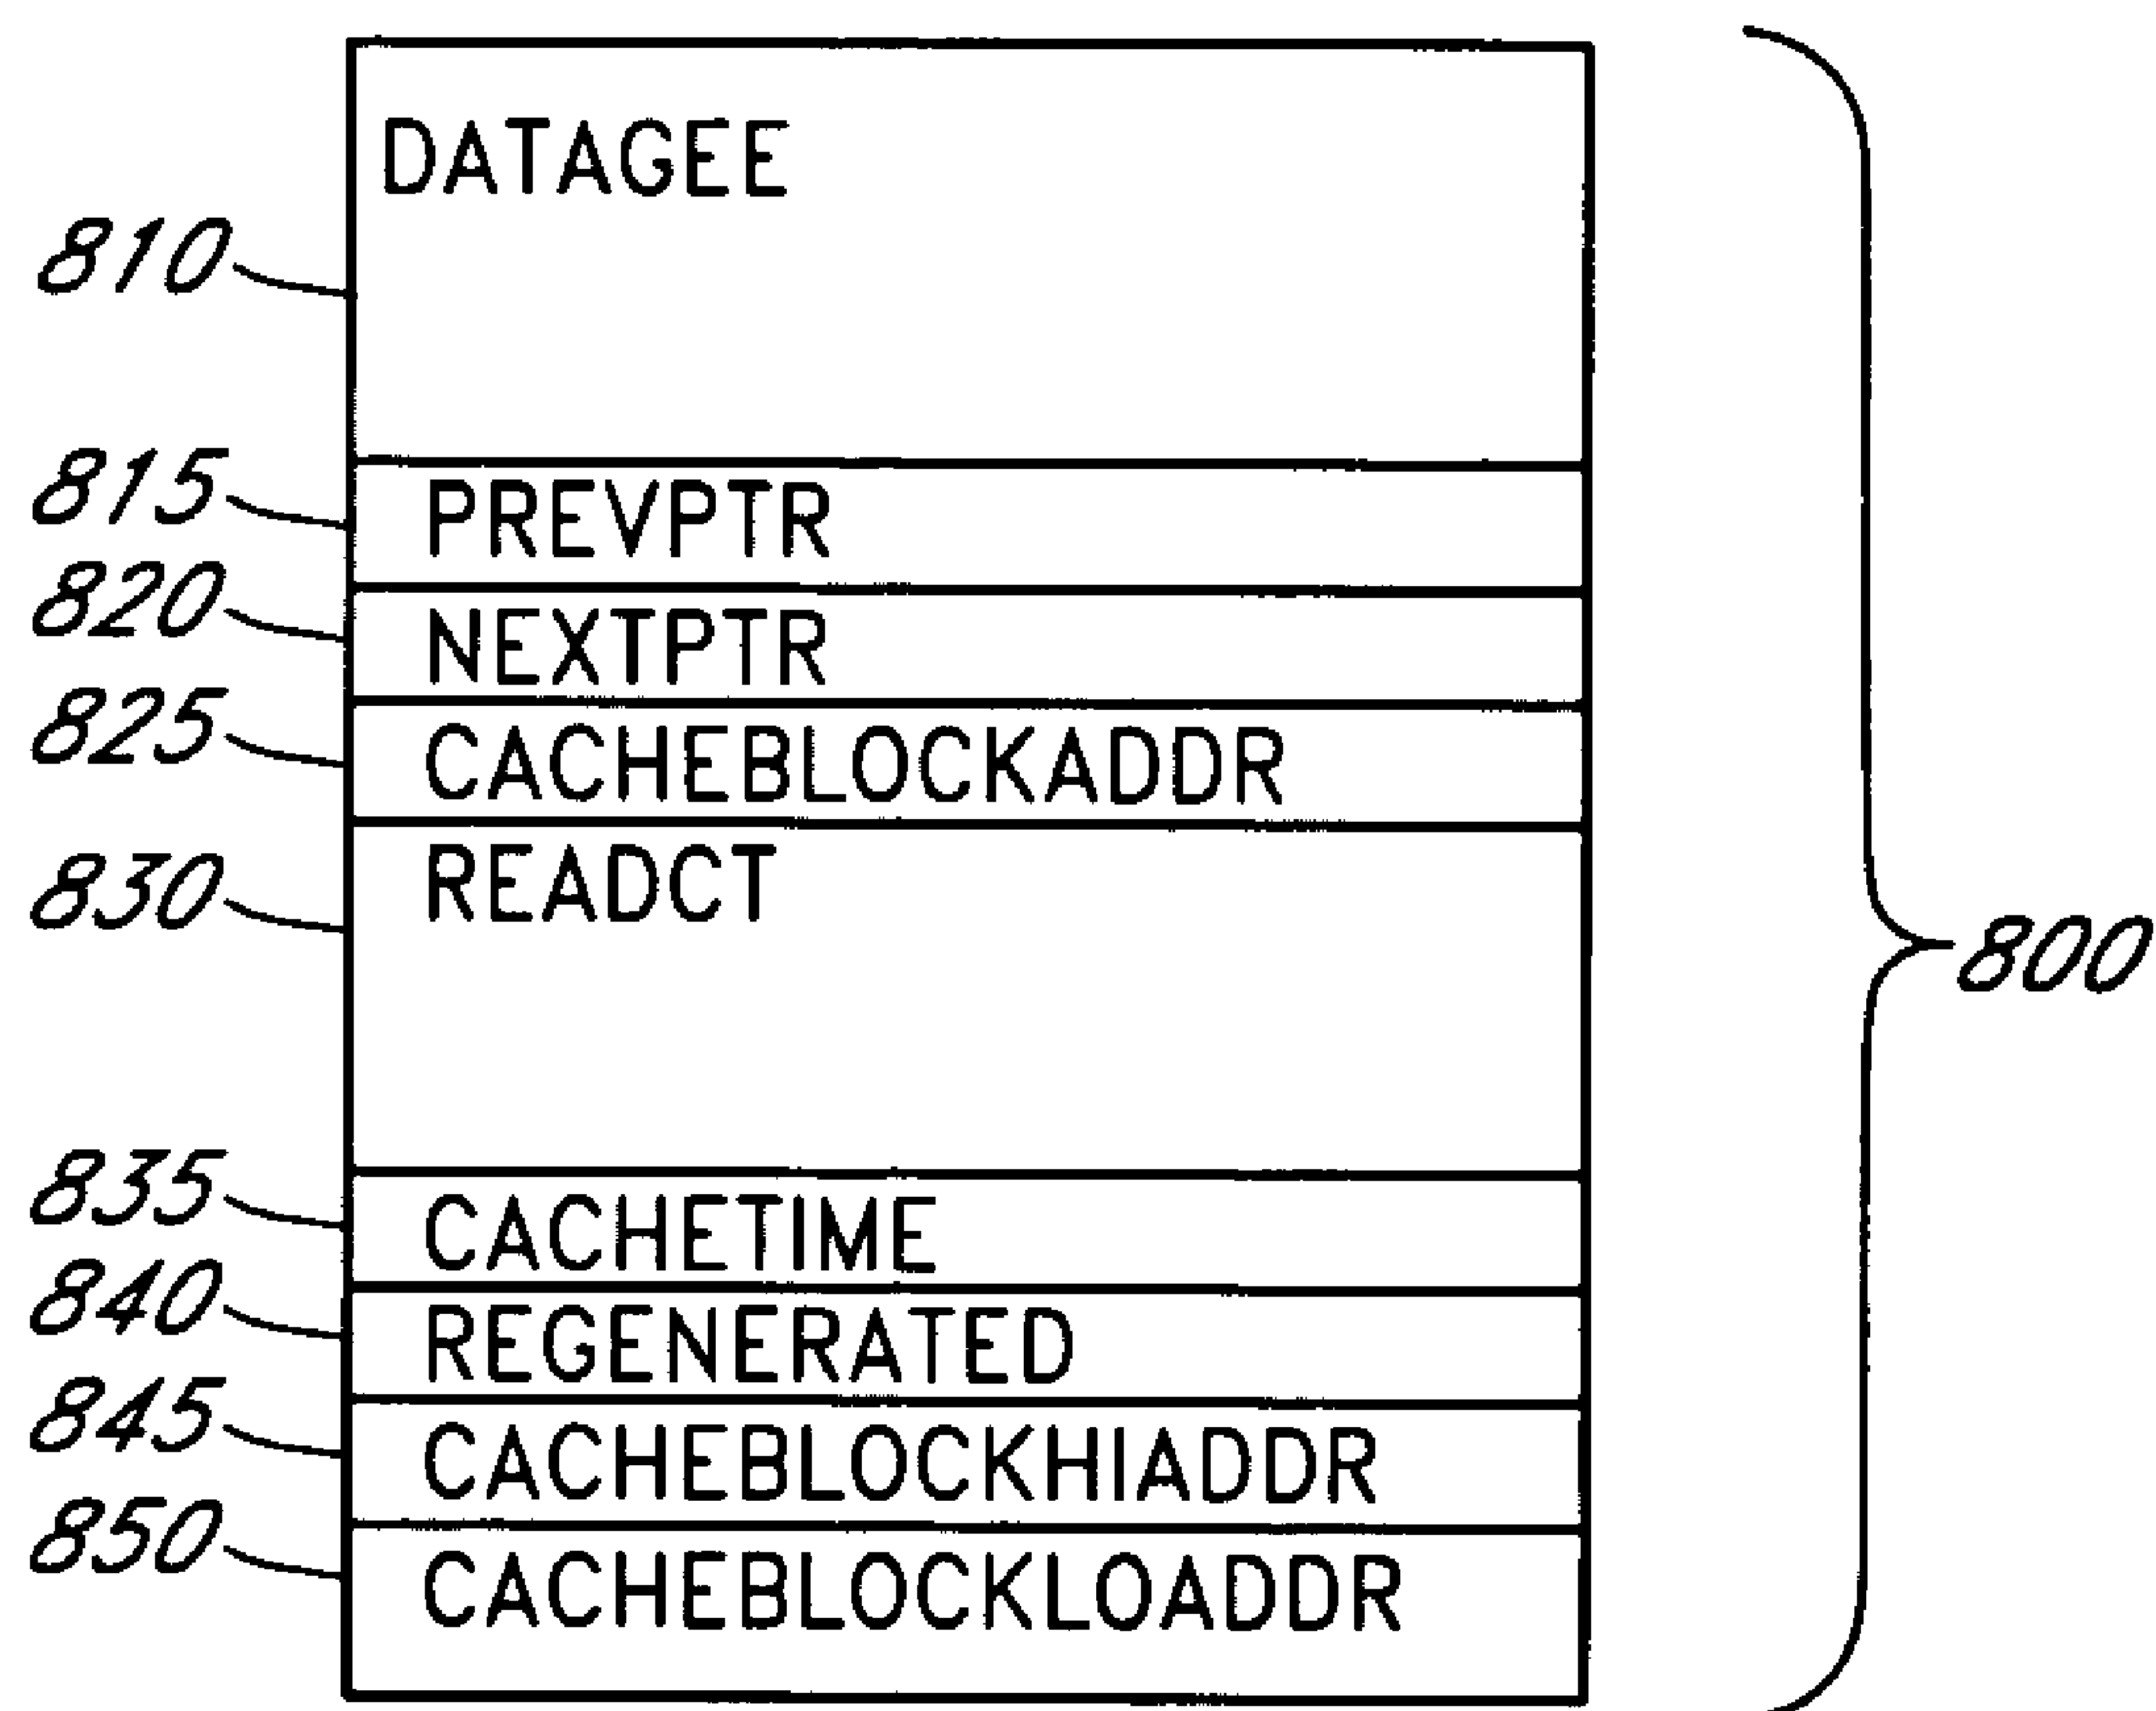 DATAGEE
810
815 PREVPTR
820 NEXTPTR
825 CACHEBLOCKADDR
830 READCT
800
835 CACHETIME
840 REGENERATED
845 CACHEBLOCKHIADDR
850 CACHEBLOCKLOADDR